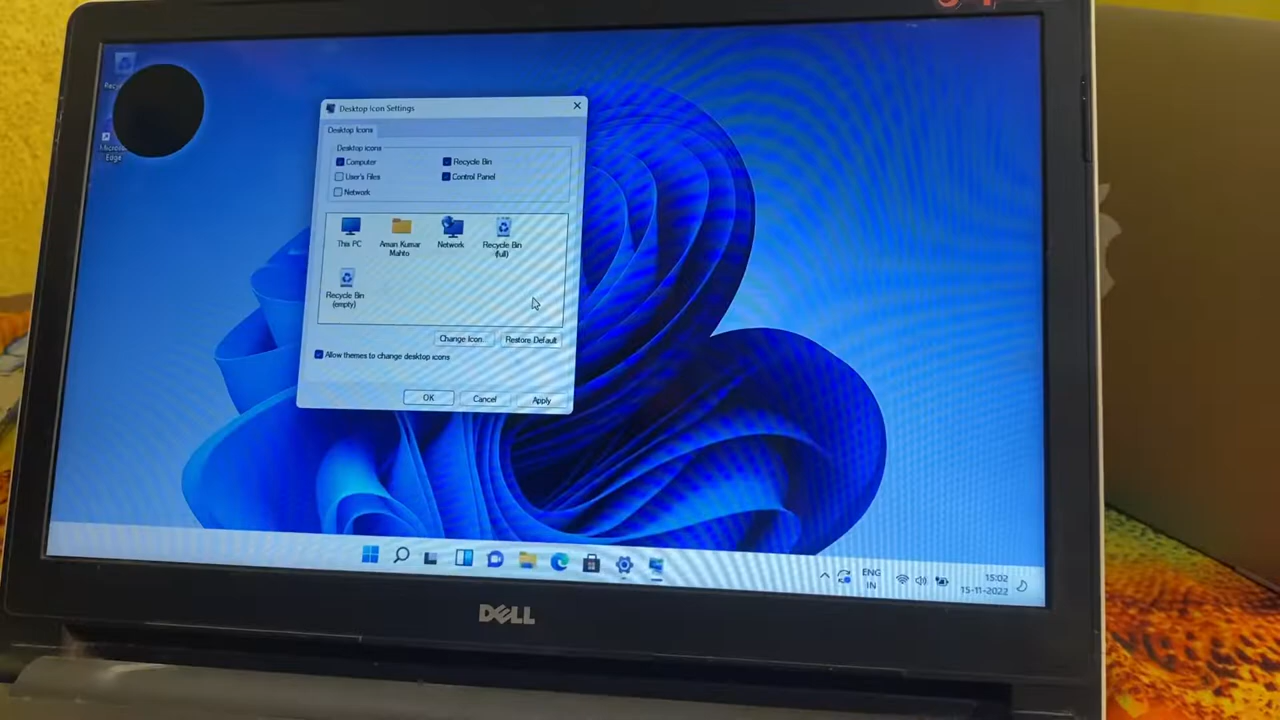 Desktop Icon Settings
Desktop Icons
Desktop icons
Computer
Recycle Bin
User's Files
Control Panel
Network
This PC
Aman Kumar
Mahto
Network
Recycle Bin
(full)
Recycle Bin
(empty)
Change Icon...
Restore Default
Allow themes to change desktop icons
OK
Cancel
Apply
Edge
ENG
IN
15:02
15-11-2022
DELL